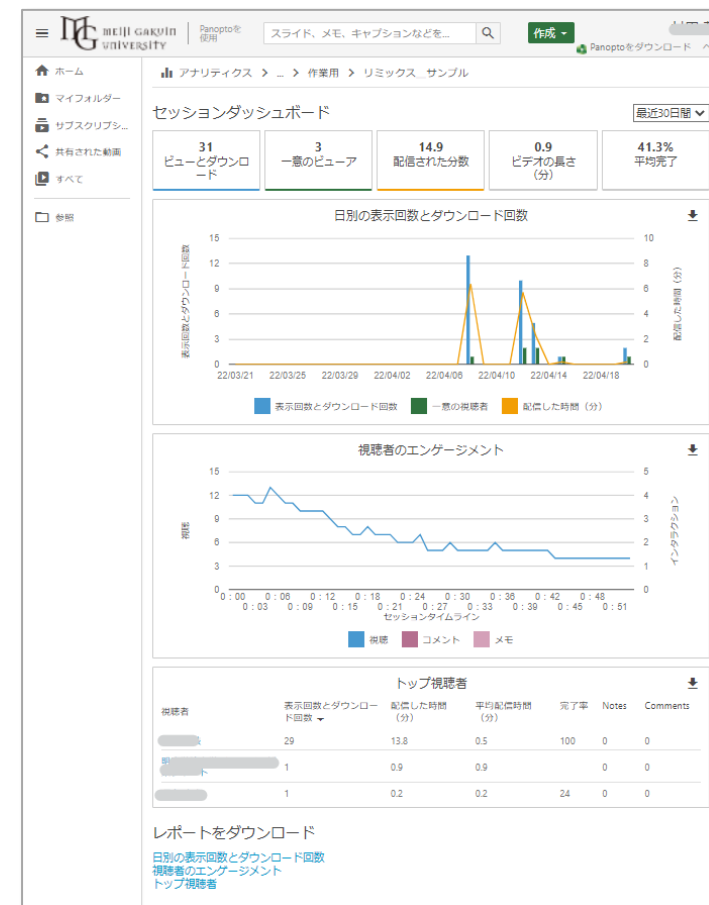 MEIJI GAKUIN
UNIVERSITY
Panoptoを
使用
スライド、メモ、キャプションなどを...
作成
Panoptoをダウンロード
ホーム
マイフォルダー
サブスクリプシ...
共有された動画
すべて
参照
アナリティクス > ... > 作業用 > リミックス_サンプル
セッションダッシュボード
最近30日間
31
ビューとダウンロ
ード
3
一意のビューア
14.9
配信された分数
0.9
ビデオの長さ
(分)
41.3%
平均完了
日別の表示回数とダウンロード回数
表示回数とダウンロード回数
15
12
9
6
3
0
10
8
6
4
2
0
配信した時間（分）
22/03/21 22/03/25 22/03/29 22/04/02 22/04/06 22/04/10 22/04/14 22/04/18
表示回数とダウンロード回数 一意の視聴者 配信した時間（分）
視聴者のエンゲージメント
視聴
15
12
9
6
3
0
5
4
3
2
1
0
インタラクション
0：00 0：06 0：12 0：18 0：24 0：30 0：36 0：42 0：48
0：03 0：09 0：15 0：21 0：27 0：33 0：39 0：45 0：51
セッションタイムライン
視聴 コメント メモ
トップ視聴者
視聴者 表示回数とダウンロー 配信した時間 平均配信時間 完了率 Notes Comments
ド回数 （分） （分）
29 13.8 0.5 100 0 0
1 0.9 0.9 0 0
1 0.2 0.2 24 0 0
レポートをダウンロード
日別の表示回数とダウンロード回数
視聴者のエンゲージメント
トップ視聴者